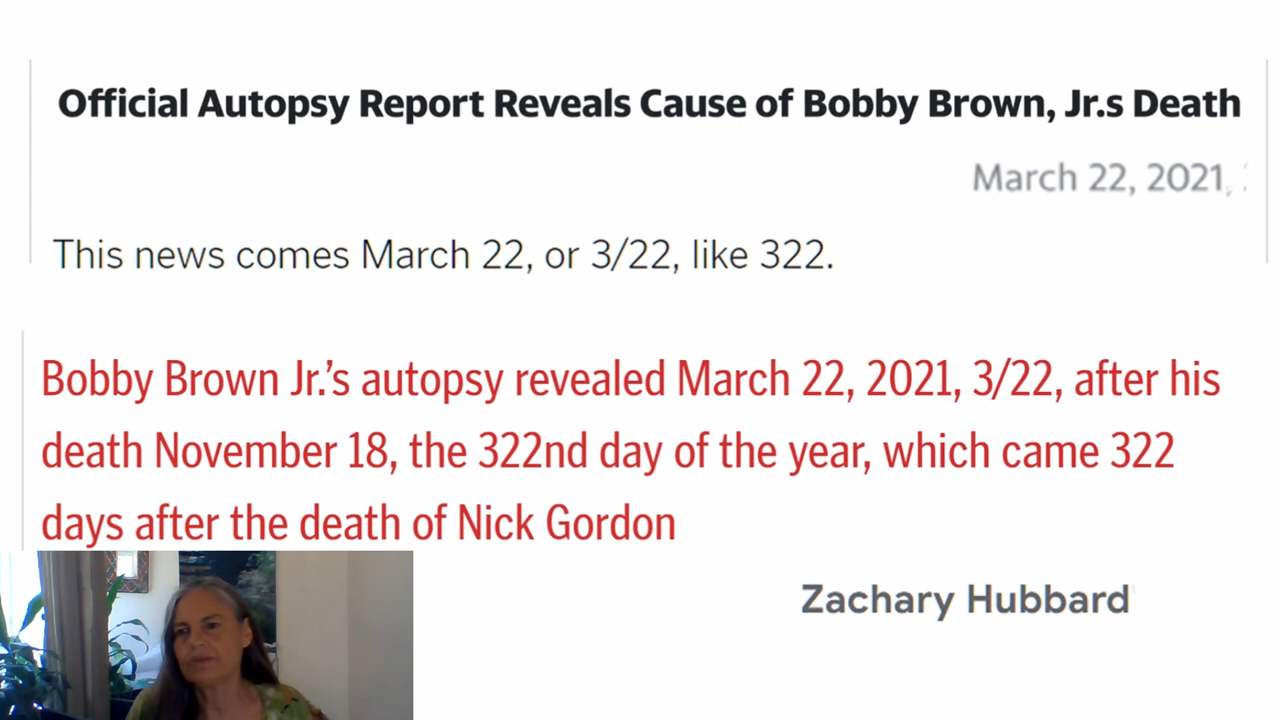 Official Autopsy Report Reveals Cause of Bobby Brown, Jr.s Death
March 22, 2021,
This news comes March 22, or 3/22, like 322.
Bobby Brown Jr.'s autopsy revealed March 22, 2021, 3/22, after his
death November 18, the 322nd day of the year, which came 322
days after the death of Nick Gordon
Zachary Hubbard